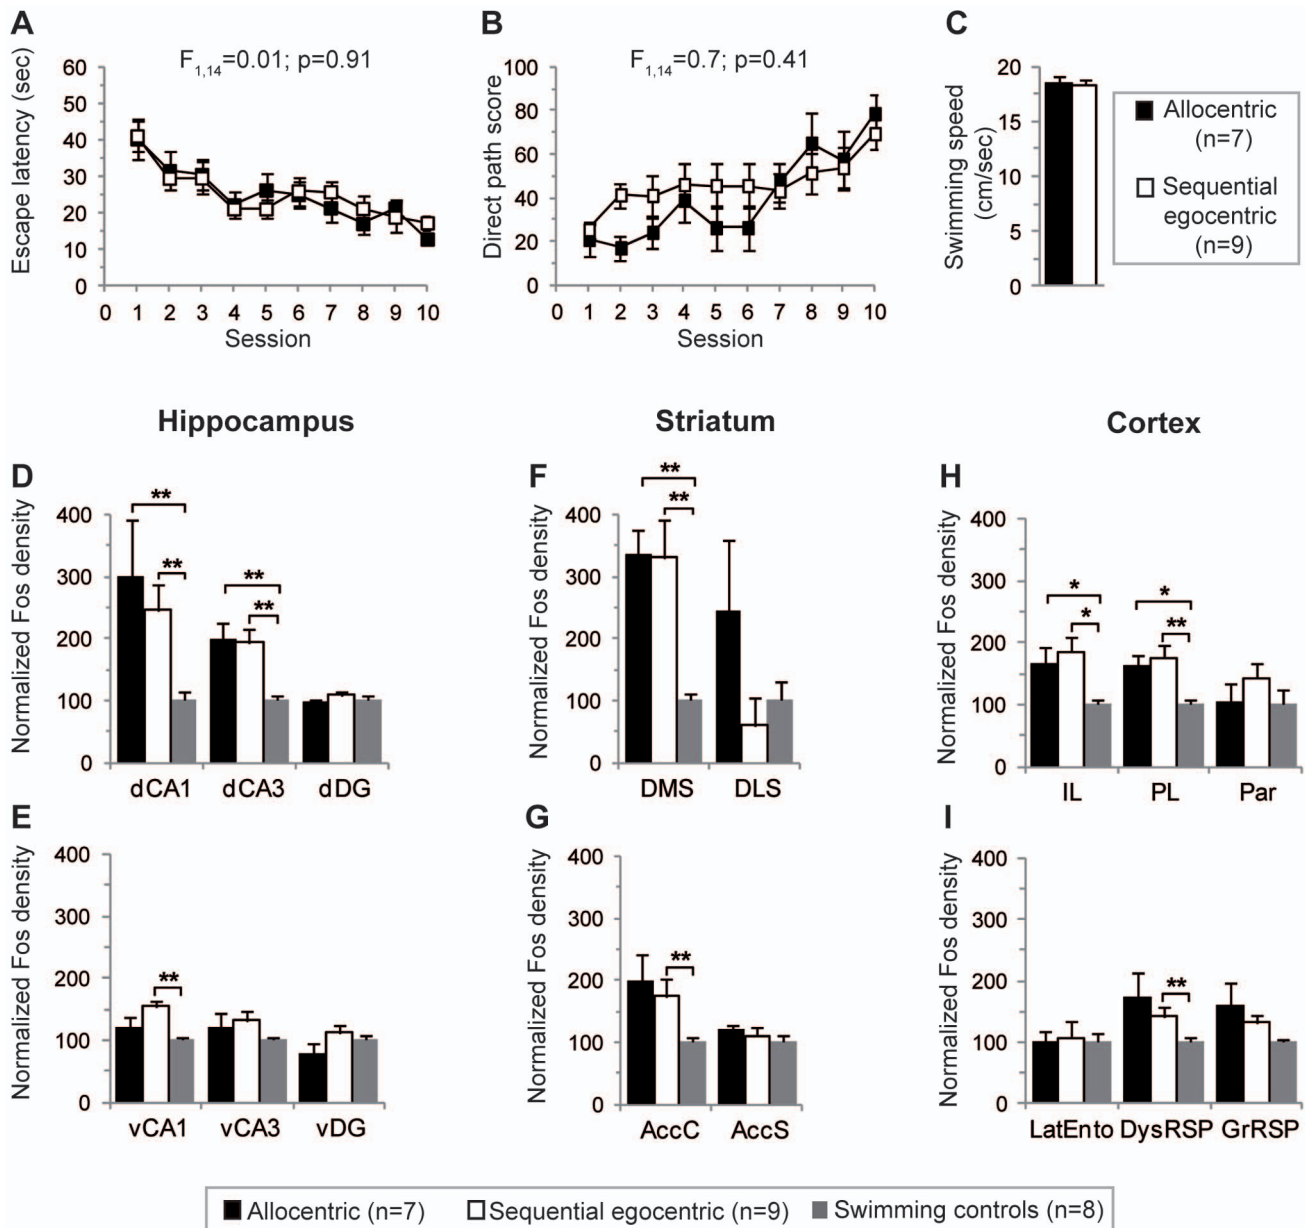 A
B
C
F1,14=0.01; p=0.91
F1,14=0.7; p=0.41
Escape latency (sec)
60
50
40
30
20
10
0
0 1 2 3 4 5 6 7 8 9 10
Session
Direct path score
100
80
60
40
20
0
0 1 2 3 4 5 6 7 8 9 10
Session
Swimming speed
(cm/sec)
20
15
10
5
0
Allocentric
(n=7)
Sequential
egocentric
(n=9)
Hippocampus
Striatum
Cortex
D
Normalized Fos density
400
300
200
100
0
**
**
**
**
dCA1 dCA3 dDG
F
Normalized Fos density
400
300
200
100
0
**
**
DMS DLS
H
Normalized Fos density
400
300
200
100
0
*
*
*
**
IL PL Par
E
Normalized Fos density
400
300
200
100
0
**
vCA1 vCA3 vDG
G
Normalized Fos density
400
300
200
100
0
**
AccC AccS
I
Normalized Fos density
400
300
200
100
0
**
LatEnto DysRSP GrRSP
Allocentric (n=7) Sequential egocentric (n=9) Swimming controls (n=8)